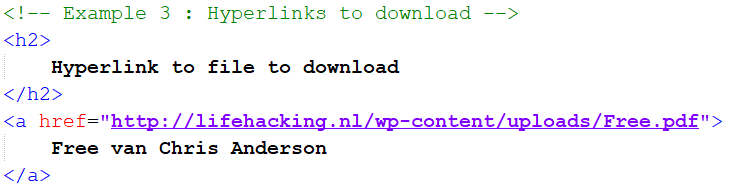 <!-- Example 3 : Hyperlinks to download -->
<h2>
Hyperlink to file to download
</h2>
<a href="http://lifehacking.nl/wp-content/uploads/Free.pdf">
Free van Chris Anderson
</a>